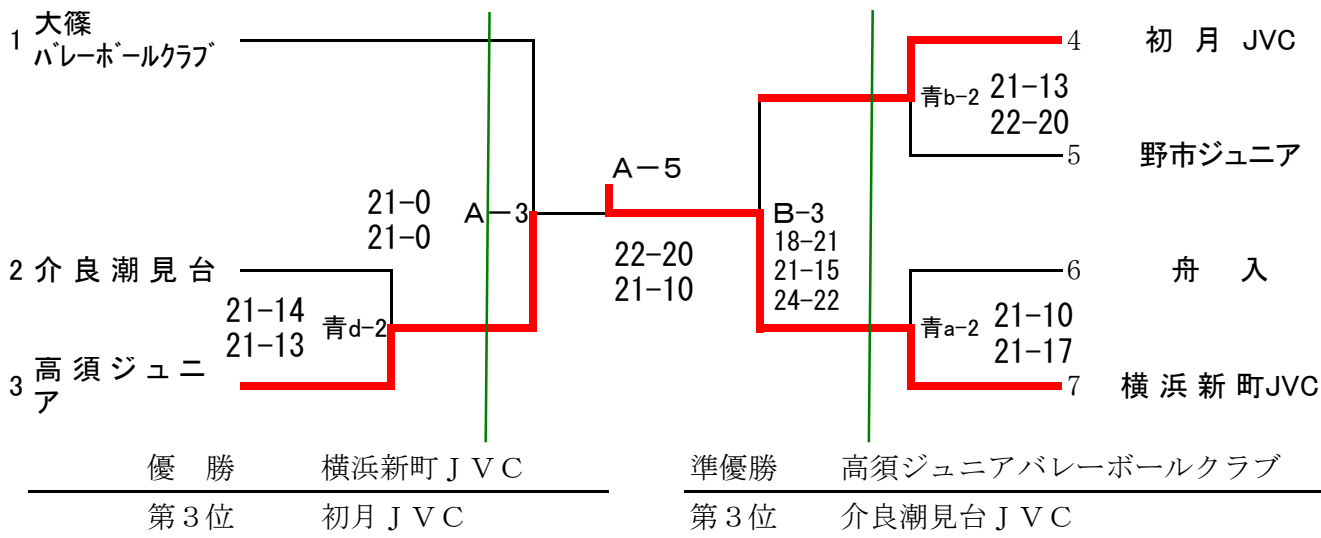 1 大篠
バレーボールクラブ
4 初月 JVC
青b-2 21-13
22-20
5 野市ジュニア
A-5
21-0 A-3
21-0
B-3
18-21
21-15
24-22
22-20
21-10
2 介良潮見台
6 舟入
21-14 青d-2
21-13
青a-2 21-10
21-17
3 高須ジュニ
ア
7 横浜新町JVC
優 勝 横浜新町ＪＶＣ 準優勝 高須ジュニアバレーボールクラブ
第３位 初月ＪＶＣ 第３位 介良潮見台ＪＶＣ